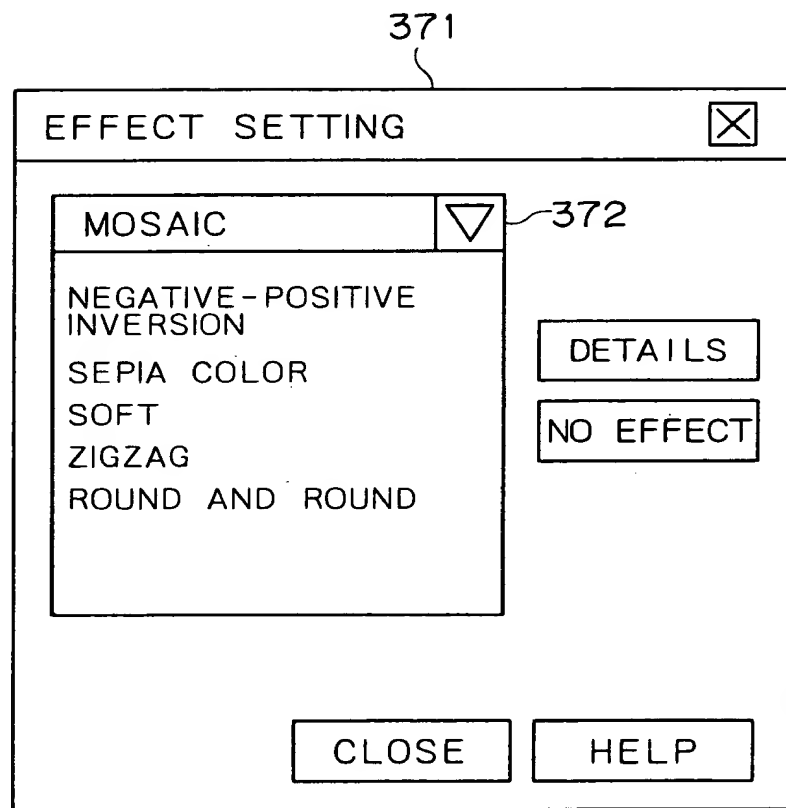 371
EFFECT SETTING
MOSAIC
372
NEGATIVE-POSITIVE
INVERSION
SEPIA COLOR
SOFT
ZIGZAG
ROUND AND ROUND
DETAILS
NO EFFECT
CLOSE
HELP